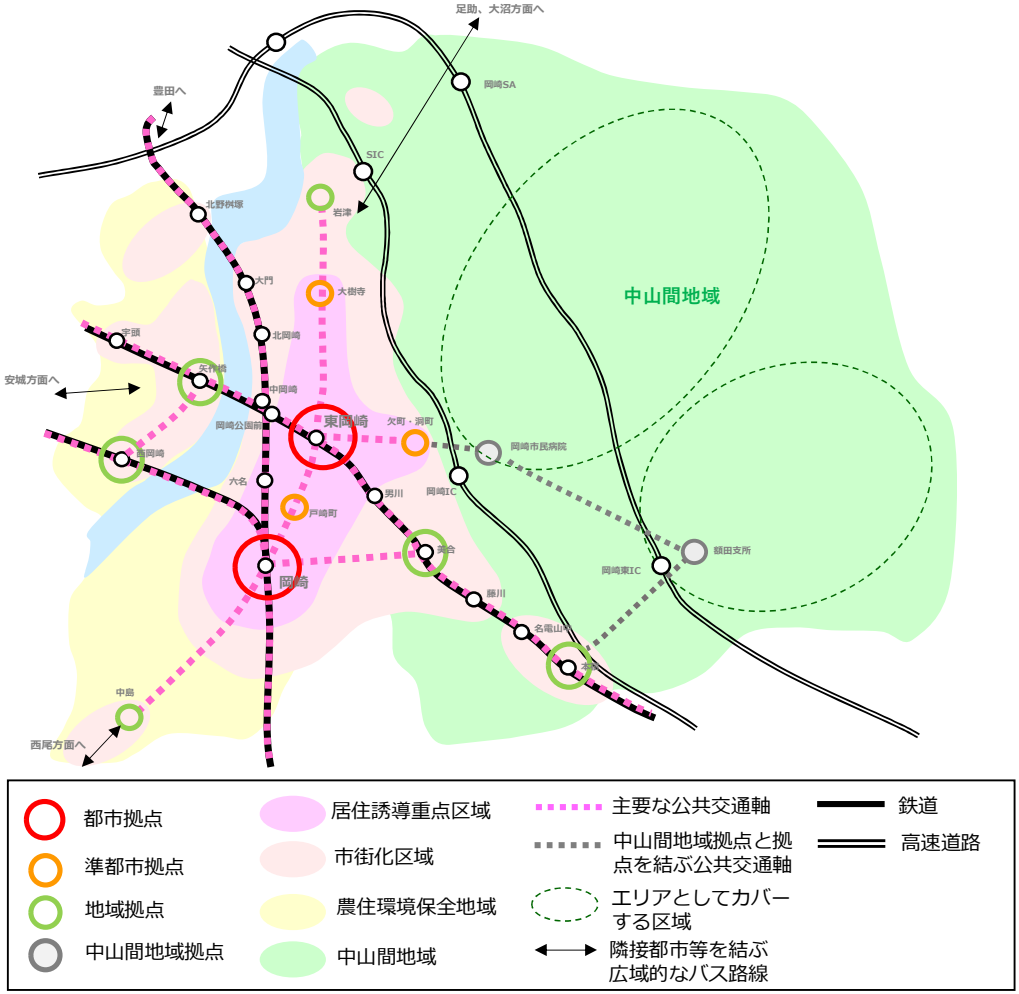 足助、大沼方面へ
岡崎SA
豊田へ
SIC
北野桝塚
岩津
大門
大樹寺
中山間地域
宇頭
北岡崎
矢作橋
安城方面へ
中岡崎
岡崎公園前
東岡崎
欠町・洞町
岡崎市民病院
西岡崎
六名
男川
岡崎IC
戸崎町
美合
額田支所
岡崎
岡崎東IC
藤川
名電山中
本宿
中島
西尾方面へ
都市拠点
準都市拠点
地域拠点
中山間地域拠点
居住誘導重点区域
市街化区域
農住環境保全地域
中山間地域
主要な公共交通軸
中山間地域拠点と拠
点を結ぶ公共交通軸
エリアとしてカバー
する区域
隣接都市等を結ぶ
広域的なバス路線
鉄道
高速道路